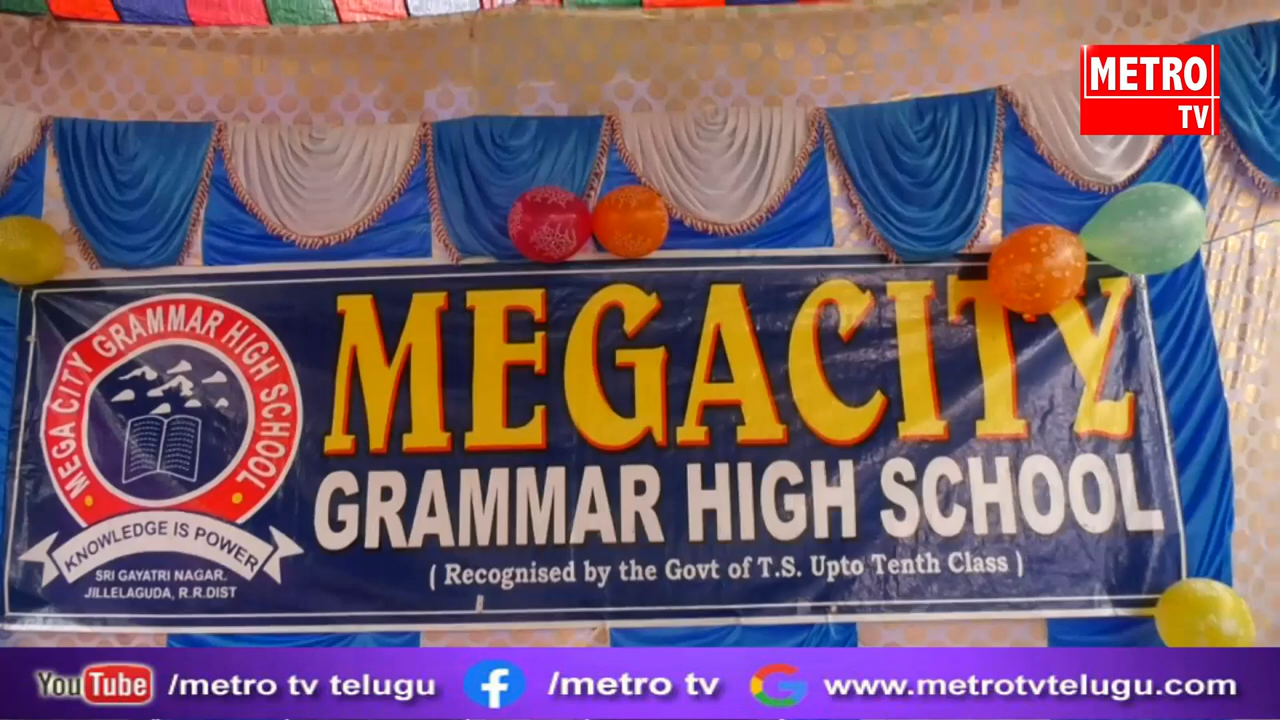 METRO
TV
MEGA CITY GRAMMAR HIGH SCHOOL
KNOWLEDGE IS POWER
SRI GAYATRI NAGAR.
JILLELAGUDA, R.R.DIST
MEGACITY
GRAMMAR HIGH SCHOOL
( Recognised by the Govt of T.S. Upto Tenth Class )
YouTube /metro tv telugu f /metro tv G www.metrotvtelugu.com